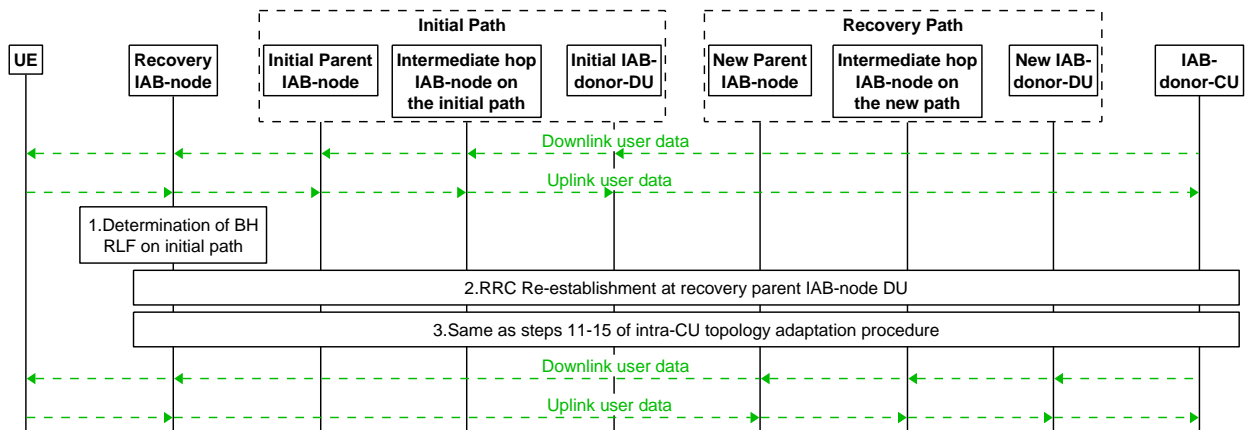 Initial Path
Recovery Path
UE
Recovery
IAB-node
Initial Parent
IAB-node
Intermediate hop
IAB-node on
the initial path
Initial IAB-
donor-DU
New Parent
IAB-node
Intermediate hop
IAB-node on
the new path
New IAB-
donor-DU
IAB-
donor-CU
Downlink user data
Uplink user data
1.Determination of BH
RLF on initial path
2.RRC Re-establishment at recovery parent IAB-node DU
3.Same as steps 11-15 of intra-CU topology adaptation procedure
Downlink user data
Uplink user data